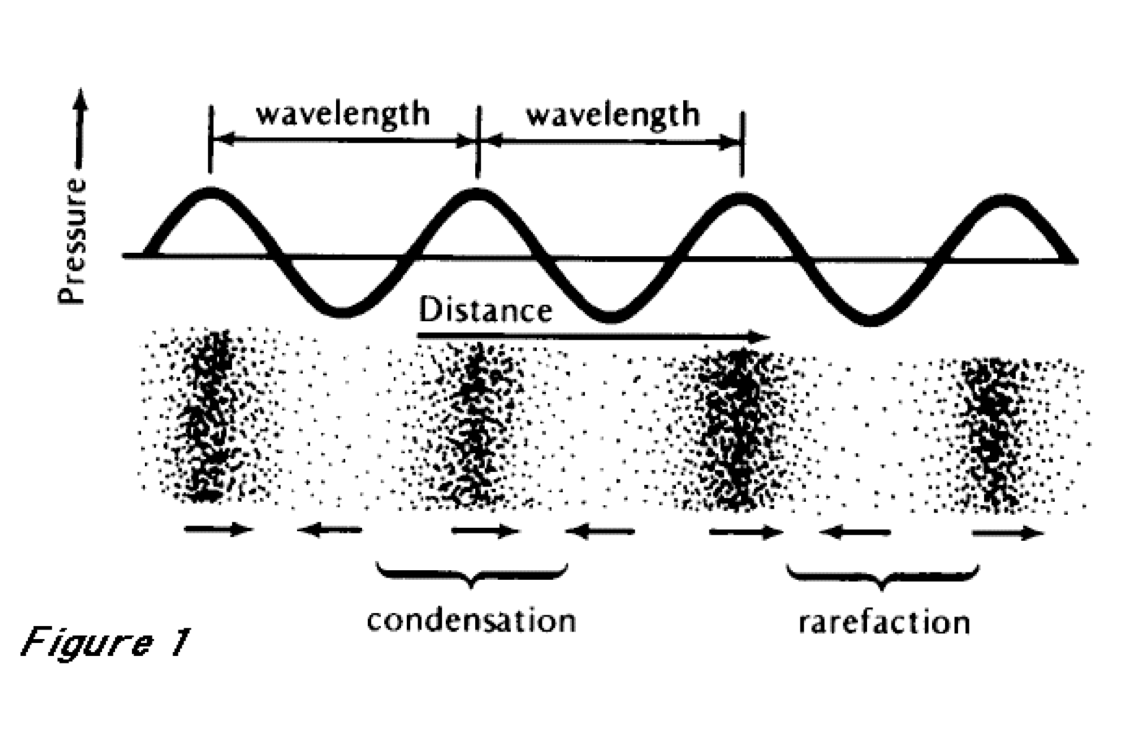 wavelength wavelength
Pressure
Distance
condensation rarefaction
Figure 1